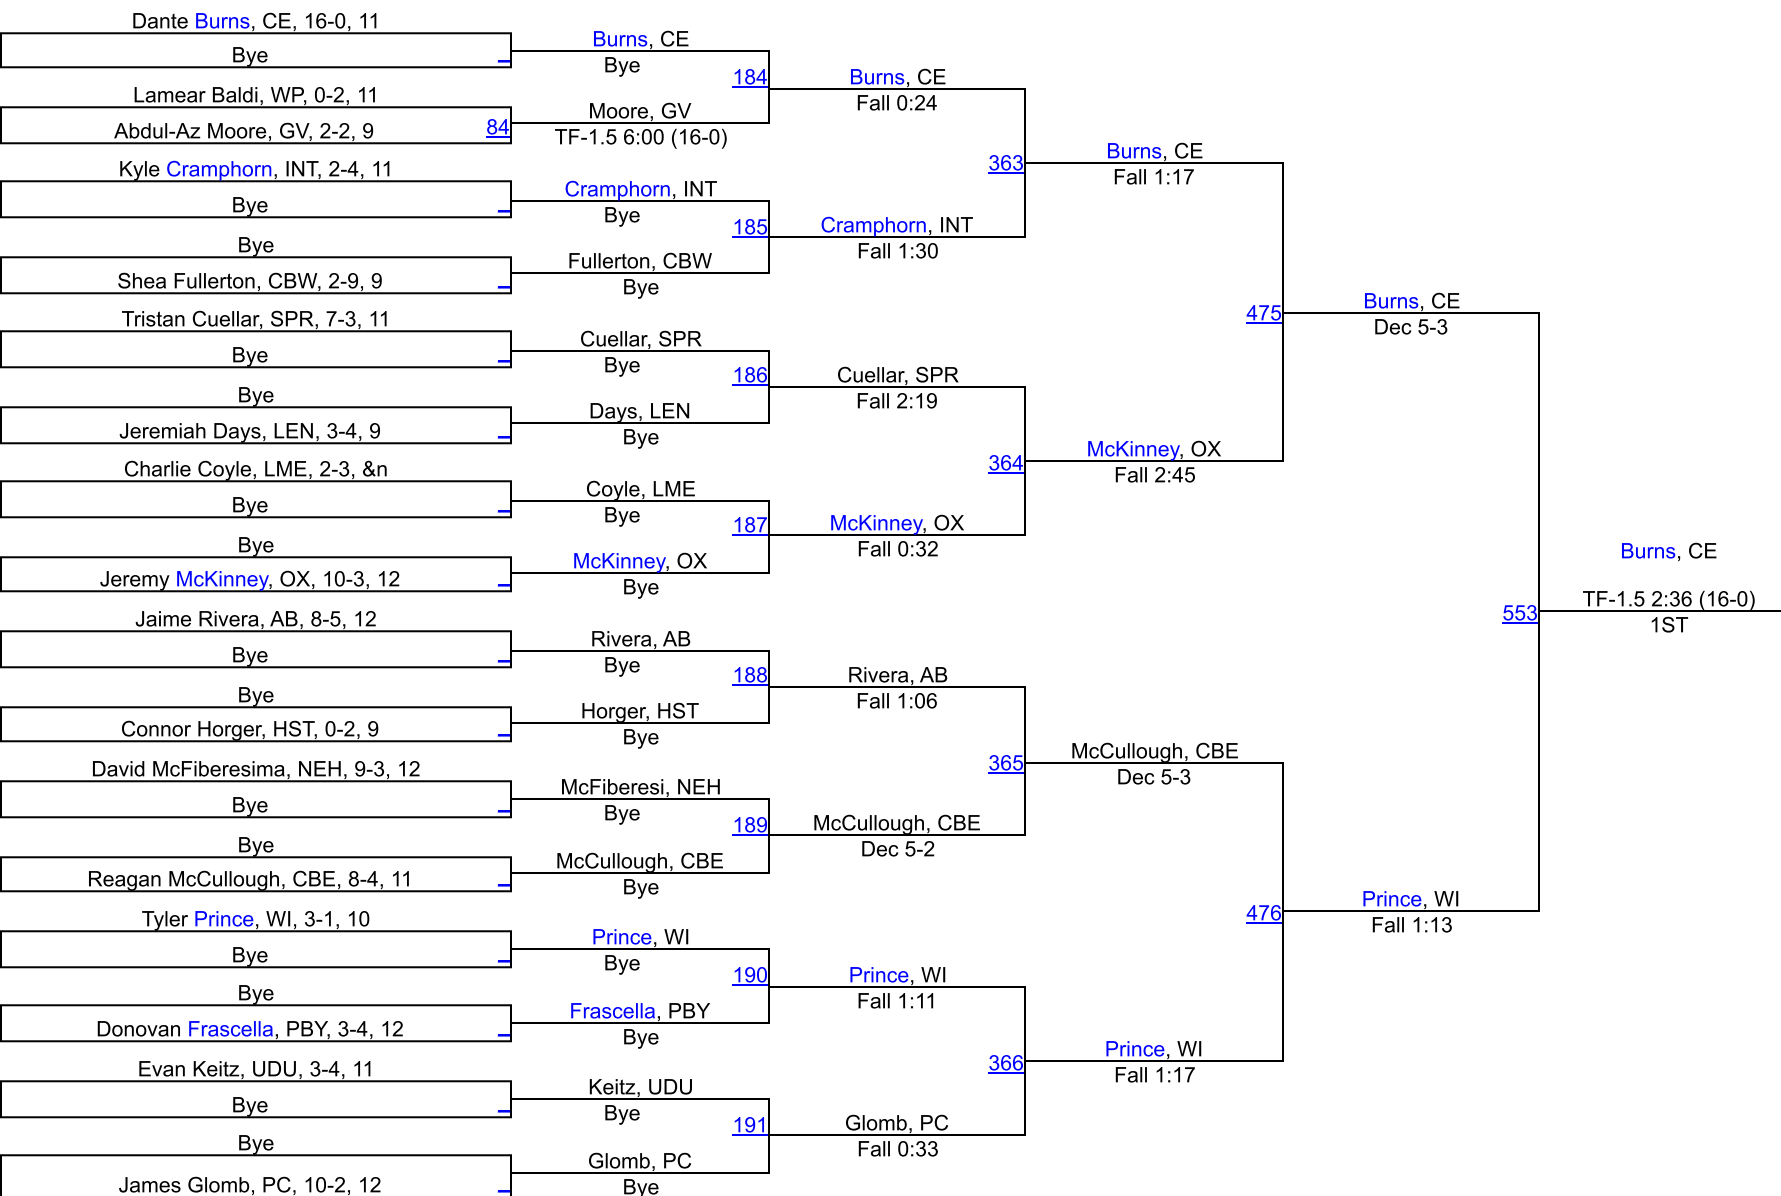 Dante Burns, CE, 16-0, 11
Bye
Lamear Baldi, WP, 0-2, 11
Abdul-Az Moore, GV, 2-2, 9
84
Kyle Cramphorn, INT, 2-4, 11
Bye
Bye
Shea Fullerton, CBW, 2-9, 9
Tristan Cuellar, SPR, 7-3, 11
Bye
Bye
Jeremiah Days, LEN, 3-4, 9
Charlie Coyle, LME, 2-3, &n
Bye
Bye
Jeremy McKinney, OX, 10-3, 12
Jaime Rivera, AB, 8-5, 12
Bye
Bye
Connor Horger, HST, 0-2, 9
David McFiberesima, NEH, 9-3, 12
Bye
Bye
Reagan McCullough, CBE, 8-4, 11
Tyler Prince, WI, 3-1, 10
Bye
Bye
Donovan Frascella, PBY, 3-4, 12
Evan Keitz, UDU, 3-4, 11
Bye
Bye
James Glomb, PC, 10-2, 12
Burns, CE
Bye
184
Moore, GV
TF-1.5 6:00 (16-0)
Cramphorn, INT
Bye
185
Fullerton, CBW
Bye
Cuellar, SPR
Bye
186
Days, LEN
Bye
Coyle, LME
Bye
187
McKinney, OX
Bye
Rivera, AB
Bye
188
Horger, HST
Bye
McFiberesi, NEH
Bye
189
McCullough, CBE
Bye
Prince, WI
Bye
190
Frascella, PBY
Bye
Keitz, UDU
Bye
191
Glomb, PC
Bye
Burns, CE
Fall 0:24
363
Cramphorn, INT
Fall 1:30
Cuellar, SPR
Fall 2:19
364
McKinney, OX
Fall 0:32
Rivera, AB
Fall 1:06
365
McCullough, CBE
Dec 5-2
Prince, WI
Fall 1:11
366
Glomb, PC
Fall 0:33
Burns, CE
Fall 1:17
475
McKinney, OX
Fall 2:45
McCullough, CBE
Dec 5-3
476
Prince, WI
Fall 1:17
Burns, CE
Dec 5-3
553
Prince, WI
Fall 1:13
Burns, CE
TF-1.5 2:36 (16-0)
1ST